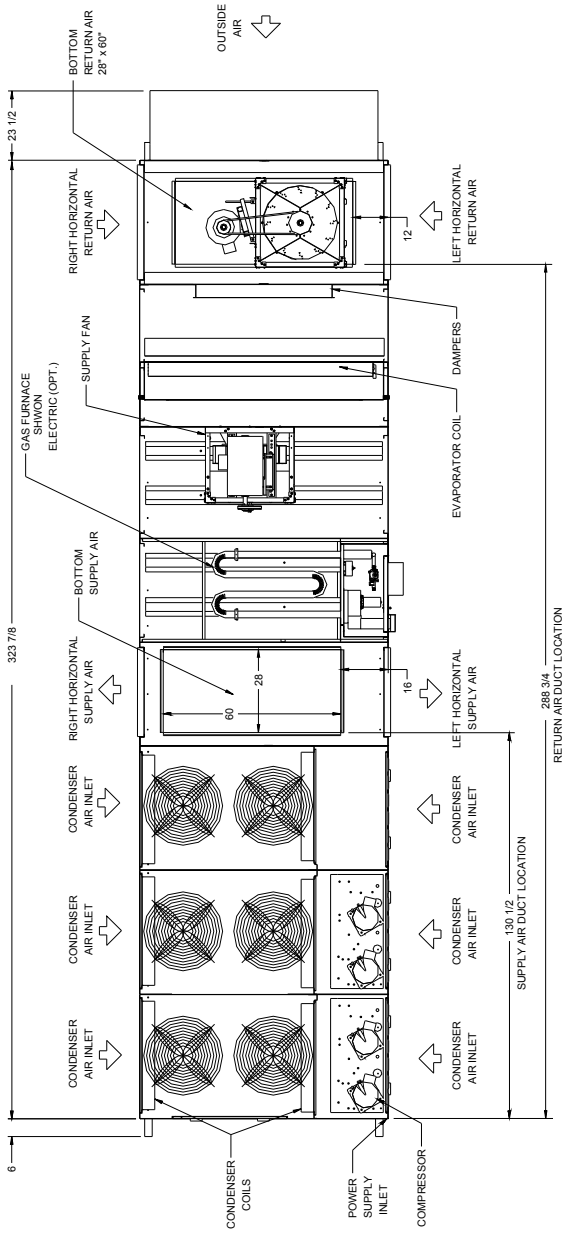 6
323 7/8
23 1/2
CONDENSER
AIR INLET
CONDENSER
AIR INLET
CONDENSER
AIR INLET
RIGHT HORIZONTAL
SUPPLY AIR
BOTTOM
SUPPLY AIR
GAS FURNACE
SHWON
ELECTRIC (OPT.)
SUPPLY FAN
RIGHT HORIZONTAL
RETURN AIR
BOTTOM
RETURN AIR
28" x 60"
OUTSIDE
AIR
60
28
16
12
CONDENSER
COILS
POWER
SUPPLY
INLET
COMPRESSOR
CONDENSER
AIR INLET
CONDENSER
AIR INLET
CONDENSER
AIR INLET
LEFT HORIZONTAL
SUPPLY AIR
EVAPORATOR COIL
DAMPERS
LEFT HORIZONTAL
RETURN AIR
130 1/2
SUPPLY AIR DUCT LOCATION
288 3/4
RETURN AIR DUCT LOCATION